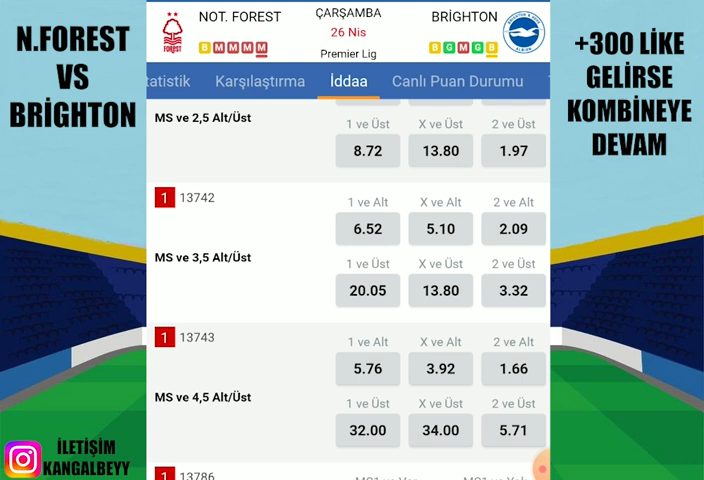 N.FOREST
VS
BRİGHTON
NOT. FOREST
B M M M M
ÇARŞAMBA
26 Nis
Premier Lig
BRİGHTON
B G M G B
+300 LİKE
GELİRSE
KOMBİNEYE
DEVAM
tatistik Karşılaştırma İddaa Canlı Puan Durumu
MS ve 2,5 Alt/Üst
1 ve Üst X ve Üst 2 ve Üst
8.72 13.80 1.97
1 13742
1 ve Alt X ve Alt 2 ve Alt
6.52 5.10 2.09
MS ve 3,5 Alt/Üst
1 ve Üst X ve Üst 2 ve Üst
20.05 13.80 3.32
1 13743
1 ve Alt X ve Alt 2 ve Alt
5.76 3.92 1.66
MS ve 4,5 Alt/Üst
1 ve Üst X ve Üst 2 ve Üst
32.00 34.00 5.71
1 13786
İLETİŞİM
KANGALBEYY